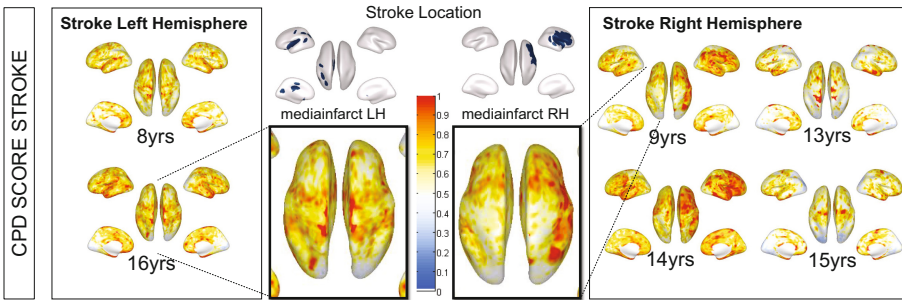 CPD SCORE STROKE
Stroke Left Hemisphere
8yrs
16yrs
Stroke Location
mediainfarct LH
mediainfarct RH
1
0.9
0.8
0.7
0.6
0.5
0.4
0.3
0.2
0.1
0
Stroke Right Hemisphere
9yrs
13yrs
14yrs
15yrs